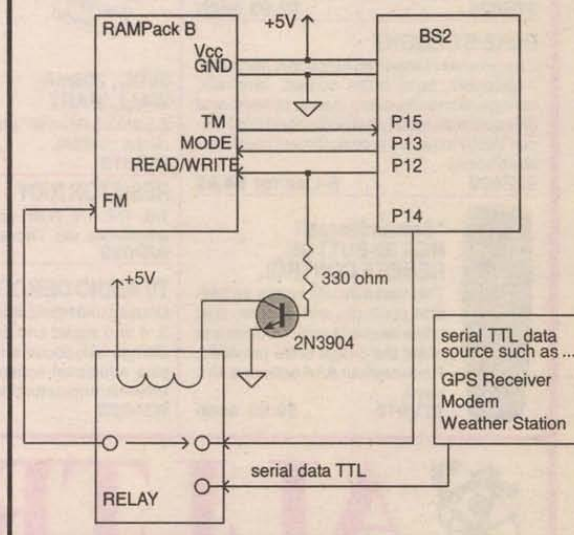 RAMPack B
+5V
BS2
Vcc
GND
TM
P15
MODE
P13
READ/WRITE
P12
FM
P14
330 ohm
+5V
2N3904
serial TTL data
source such as ...
GPS Receiver
Modem
Weather Station
serial data TTL
RELAY